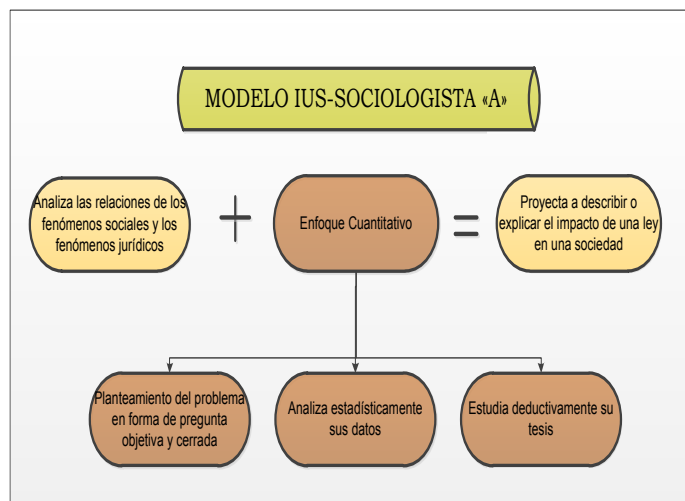 MODELO IUS-SOCIOLOGISTA «A»
Analiza las relaciones de los
fenómenos sociales y los
fenómenos jurídicos
+
Enfoque Cuantitativo
=
Proyecta a describir o
explicar el impacto de una ley
en una sociedad
Planteamiento del problema
en forma de pregunta
objetiva y cerrada
Analiza estadísticamente
sus datos
Estudia deductivamente su
tesis